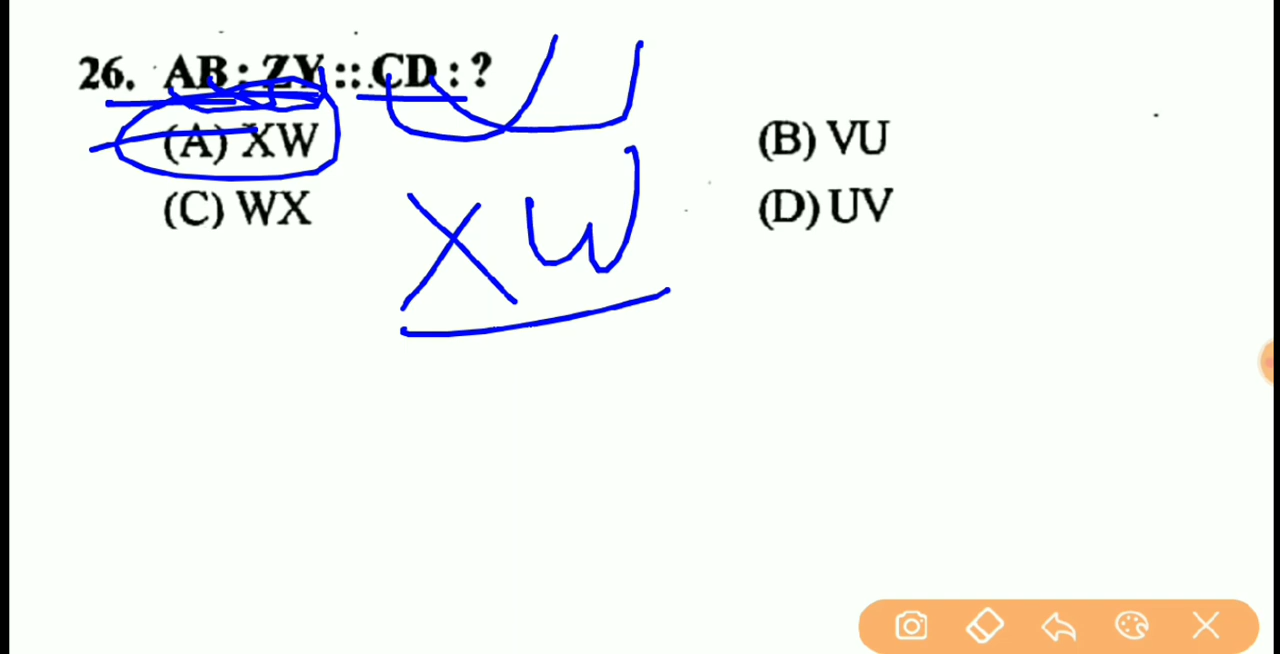 26. AB : ZY :: CD : ?
(A) XW (B) VU
(C) WX (D) UV
XW